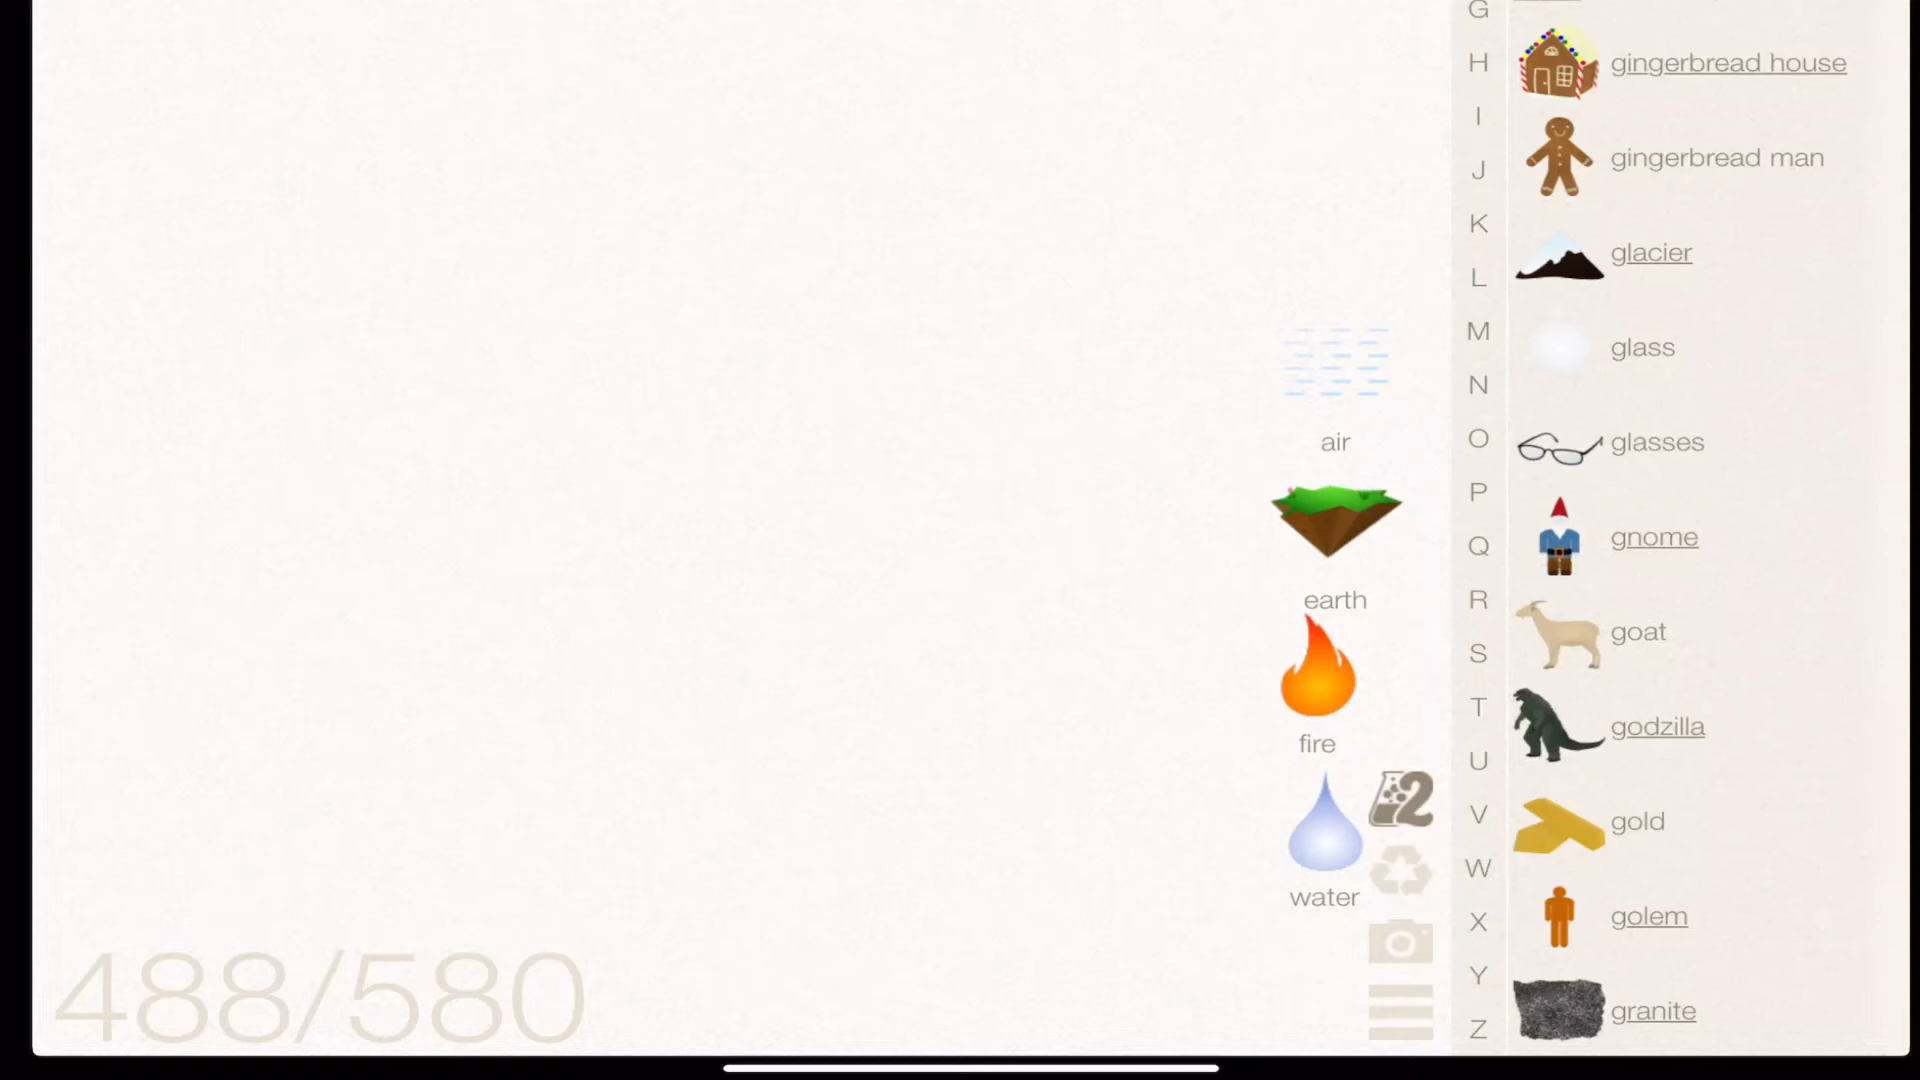 air
earth
fire
water
2
488/580
G
H
I
J
K
L
M
N
O
P
Q
R
S
T
U
V
W
X
Y
Z
gingerbread house
gingerbread man
glacier
glass
glasses
gnome
goat
godzilla
gold
golem
granite